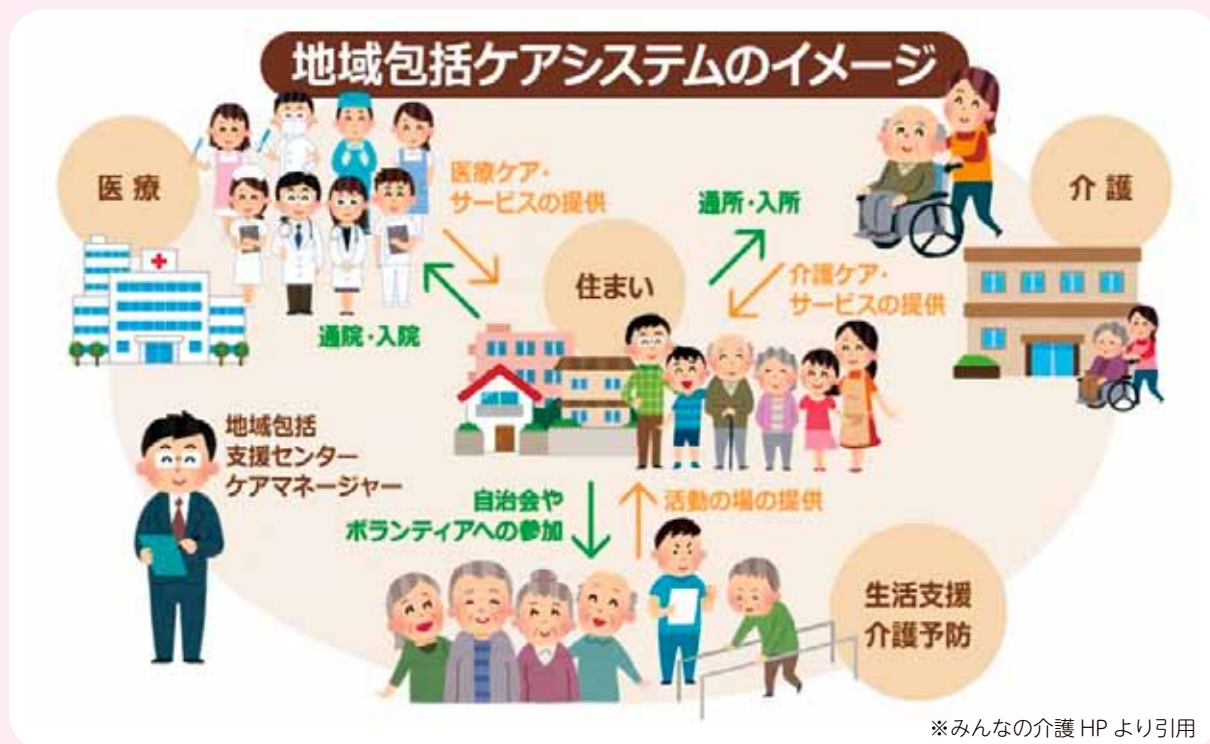 地域包括ケアシステムのイメージ
医療
医療ケア・
サービスの提供
通院・入院
住まい
通所・入所
介護ケア・
サービスの提供
介護
地域包括
支援センター
ケアマネージャー
自治会や
ボランティアへの参加
活動の場の提供
生活支援
介護予防
※みんなの介護 HP より引用